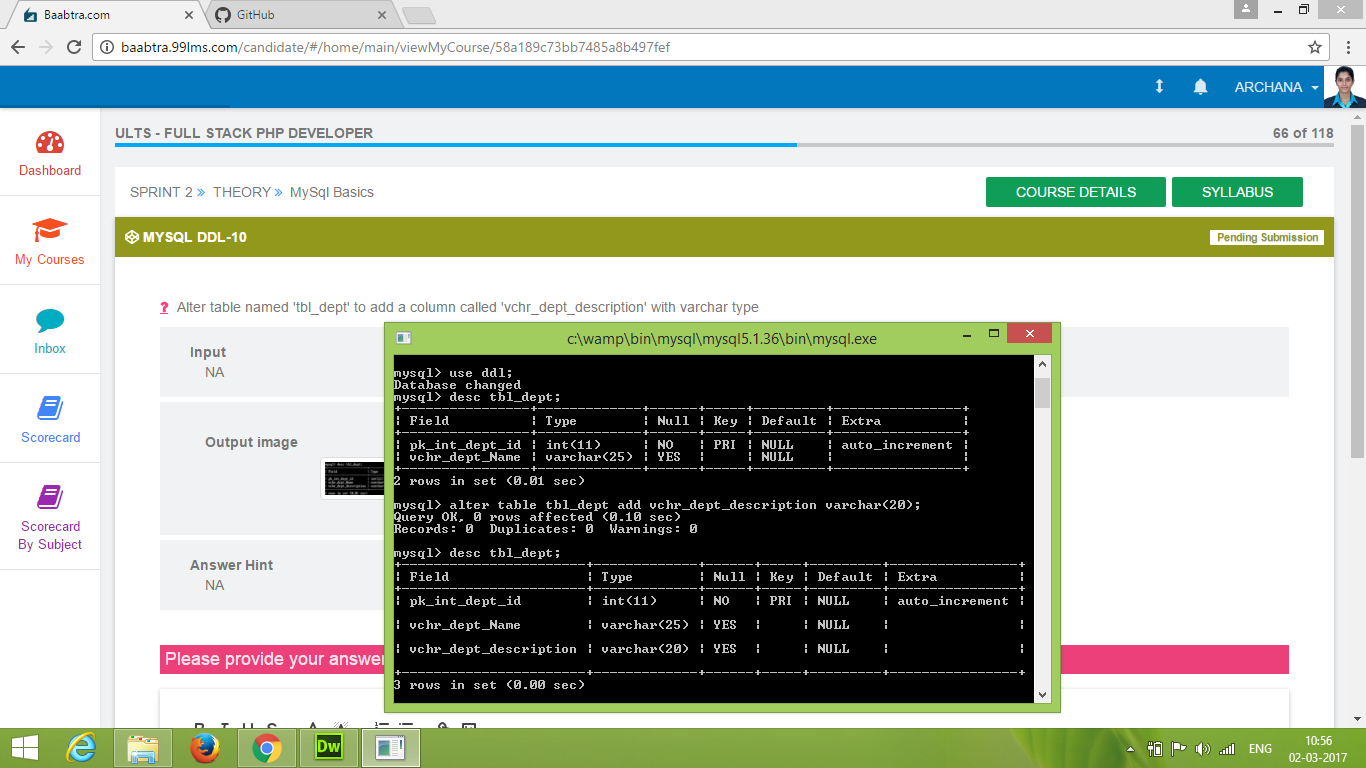 Baabtra.com
GitHub
baabtra.99lms.com/candidate/#/home/main/viewMyCourse/58a189c73bb7485a8b497fef
ARCHANA
Dashboard
My Courses
Inbox
Scorecard
Scorecard
By Subject
ULTS - FULL STACK PHP DEVELOPER
66 of 118
SPRINT 2 » THEORY » MySql Basics
COURSE DETAILS
SYLLABUS
MYSQL DDL-10
Pending Submission
? Alter table named 'tbl_dept' to add a column called 'vchr_dept_description' with varchar type
Input
NA
Output image
Answer Hint
NA
Please provide your answer
c:\wamp\bin\mysql\mysql5.1.36\bin\mysql.exe
mysql> use ddl;
Database changed
mysql> desc tbl_dept;
+-----------------+-------------+------+-----+---------+----------------+
| Field | Type | Null | Key | Default | Extra |
+-----------------+-------------+------+-----+---------+----------------+
| pk_int_dept_id | int(11) | NO | PRI | NULL | auto_increment |
| vchr_dept_Name | varchar(25) | YES | | NULL | |
+-----------------+-------------+------+-----+---------+----------------+
2 rows in set (0.01 sec)
mysql> alter table tbl_dept add vchr_dept_description varchar(20);
Query OK, 0 rows affected (0.10 sec)
Records: 0 Duplicates: 0 Warnings: 0
mysql> desc tbl_dept;
+-----------------------+-------------+------+-----+---------+----------------+
| Field | Type | Null | Key | Default | Extra |
+-----------------------+-------------+------+-----+---------+----------------+
| pk_int_dept_id | int(11) | NO | PRI | NULL | auto_increment |
| vchr_dept_Name | varchar(25) | YES | | NULL | |
| vchr_dept_description | varchar(20) | YES | | NULL | |
+-----------------------+-------------+------+-----+---------+----------------+
3 rows in set (0.00 sec)
Dw
ENG
10:56
02-03-2017